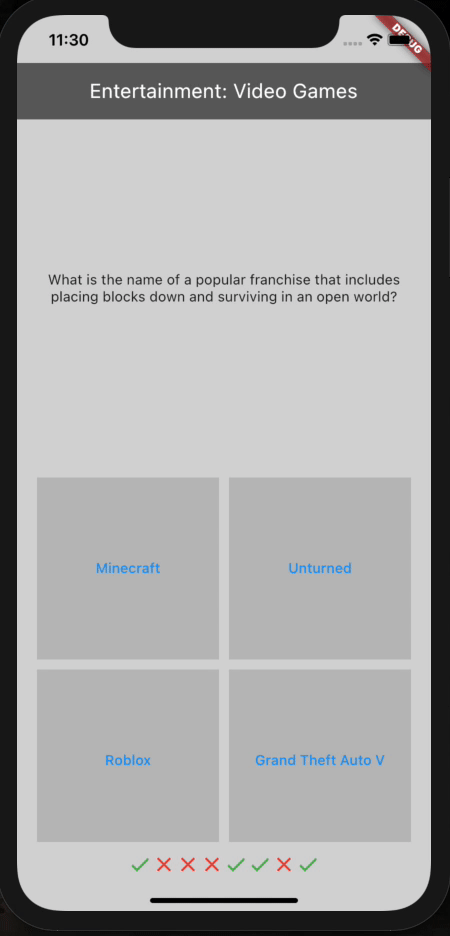 11:30
DEBUG
Entertainment: Video Games
What is the name of a popular franchise that includes
placing blocks down and surviving in an open world?
Minecraft
Unturned
Roblox
Grand Theft Auto V